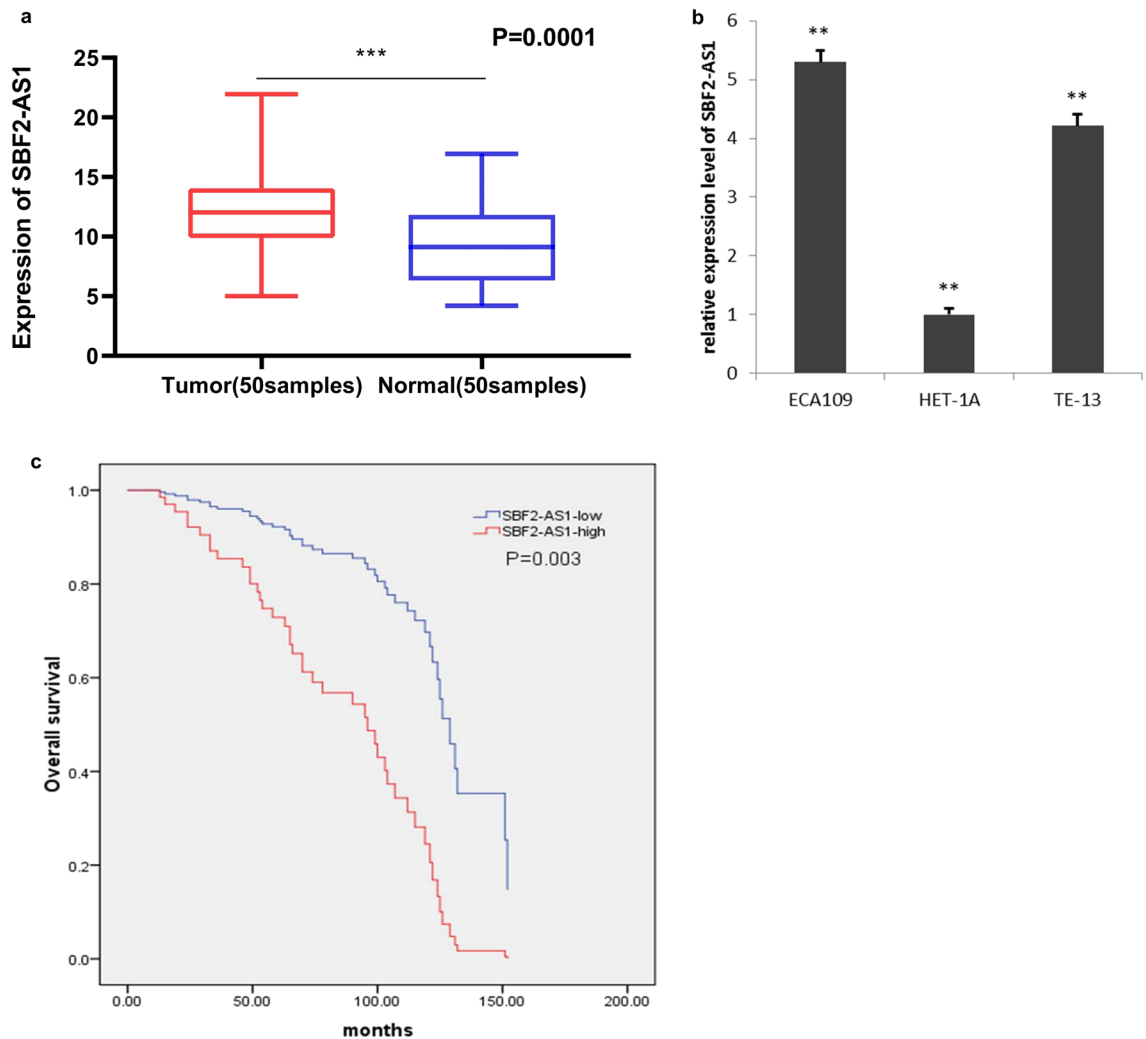 a
P=0.0001
***
Expression of SBF2-AS1
25
20
15
10
5
0
Tumor(50samples) Normal(50samples)
b
relative expression level of SBF2-AS1
6
5
4
3
2
1
0
**
**
**
ECA109 HET-1A TE-13
c
Overall survival
1.0
0.8
0.6
0.4
0.2
0.0
SBF2-AS1-low
SBF2-AS1-high
P=0.003
0.00 50.00 100.00 150.00 200.00
months